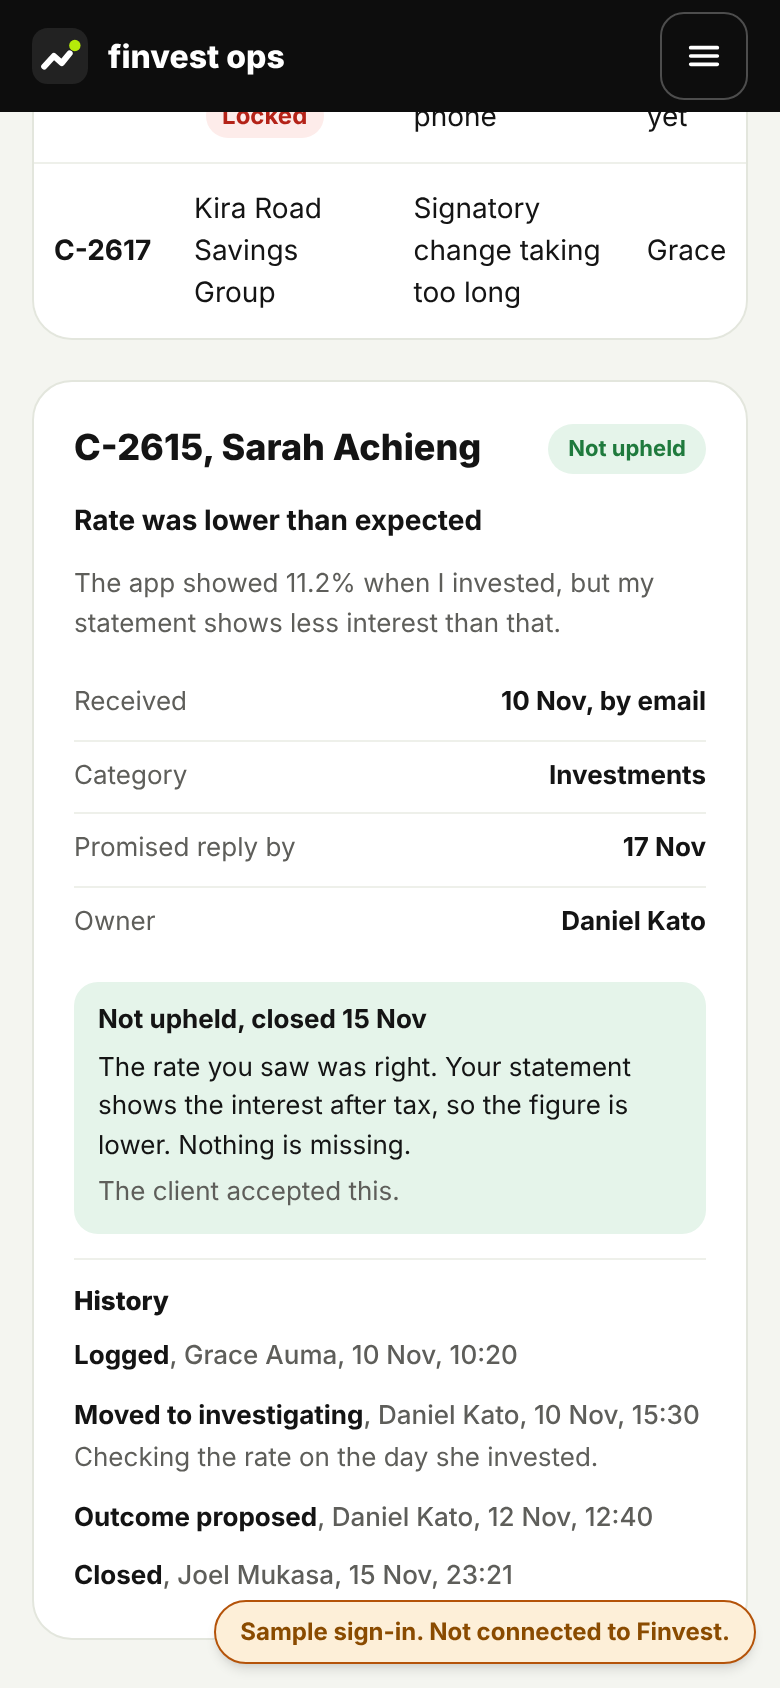 finvest ops
Locked
phone
yet
C-2617
Kira Road
Savings
Group
Signatory
change taking
too long
Grace
C-2615, Sarah Achieng
Not upheld
Rate was lower than expected
The app showed 11.2% when I invested, but my
statement shows less interest than that.
Received
10 Nov, by email
Category
Investments
Promised reply by
17 Nov
Owner
Daniel Kato
Not upheld, closed 15 Nov
The rate you saw was right. Your statement
shows the interest after tax, so the figure is
lower. Nothing is missing.
The client accepted this.
History
Logged, Grace Auma, 10 Nov, 10:20
Moved to investigating, Daniel Kato, 10 Nov, 15:30
Checking the rate on the day she invested.
Outcome proposed, Daniel Kato, 12 Nov, 12:40
Closed, Joel Mukasa, 15 Nov, 23:21
Sample sign-in. Not connected to Finvest.